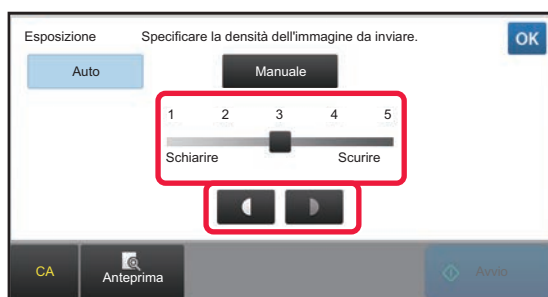 Esposizione Specificare la densità dell'immagine da inviare. OK
Auto Manuale
1 2 3 4 5
Schiarire Scurire
CA Anteprima Avvio